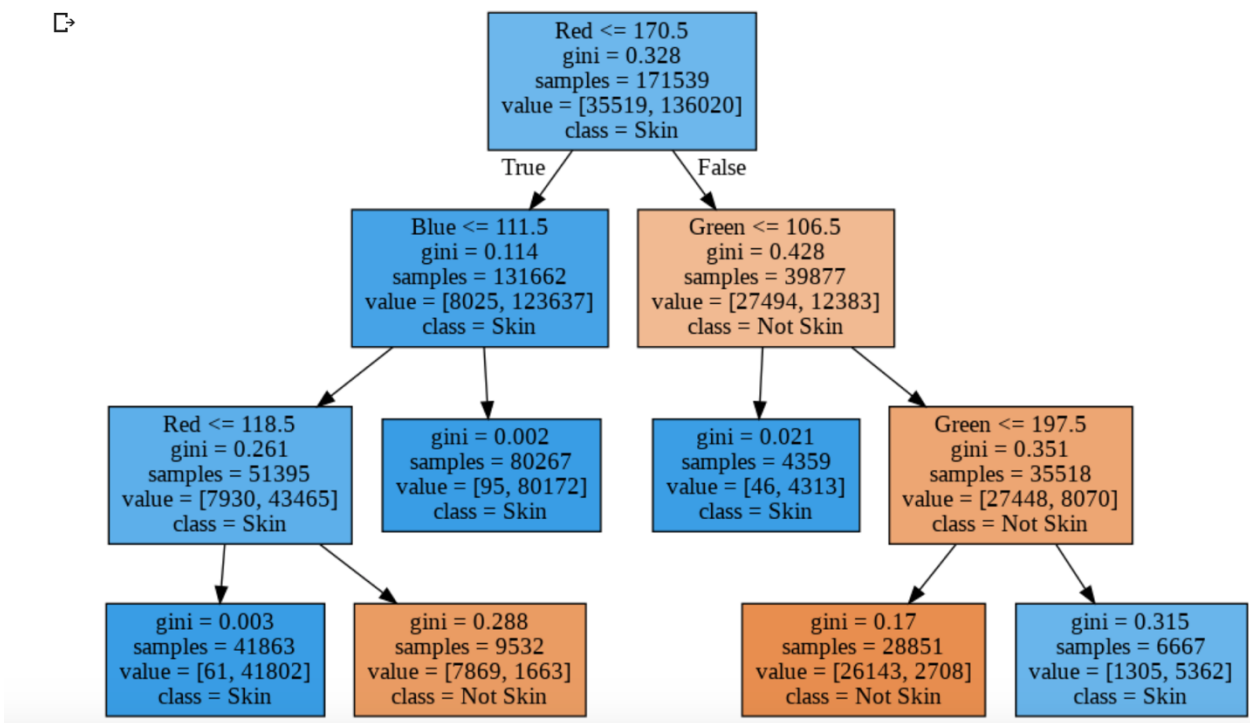 Red <= 170.5
gini = 0.328
samples = 171539
value = [35519, 136020]
class = Skin
True
False
Blue <= 111.5
gini = 0.114
samples = 131662
value = [8025, 123637]
class = Skin
Green <= 106.5
gini = 0.428
samples = 39877
value = [27494, 12383]
class = Not Skin
Red <= 118.5
gini = 0.261
samples = 51395
value = [7930, 43465]
class = Skin
gini = 0.002
samples = 80267
value = [95, 80172]
class = Skin
gini = 0.021
samples = 4359
value = [46, 4313]
class = Skin
Green <= 197.5
gini = 0.351
samples = 35518
value = [27448, 8070]
class = Not Skin
gini = 0.003
samples = 41863
value = [61, 41802]
class = Skin
gini = 0.288
samples = 9532
value = [7869, 1663]
class = Not Skin
gini = 0.17
samples = 28851
value = [26143, 2708]
class = Not Skin
gini = 0.315
samples = 6667
value = [1305, 5362]
class = Skin